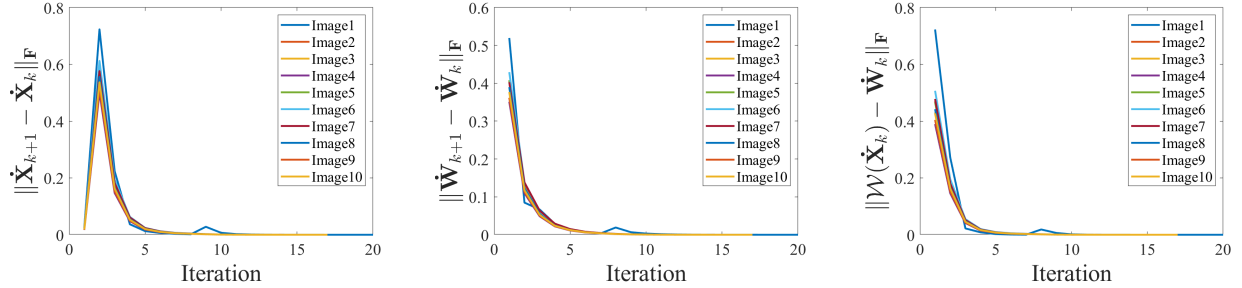 ‖Ẋₖ₊₁ − Ẋₖ‖F
0.8
0.6
0.4
0.2
0
0
5
10
15
20
Iteration
Image1
Image2
Image3
Image4
Image5
Image6
Image7
Image8
Image9
Image10
‖Ẇₖ₊₁ − Ẇₖ‖F
0.6
0.5
0.4
0.3
0.2
0.1
0
0
5
10
15
20
Iteration
Image1
Image2
Image3
Image4
Image5
Image6
Image7
Image8
Image9
Image10
‖𝒲(Ẋₖ) − Ẇₖ‖F
0.8
0.6
0.4
0.2
0
0
5
10
15
20
Iteration
Image1
Image2
Image3
Image4
Image5
Image6
Image7
Image8
Image9
Image10